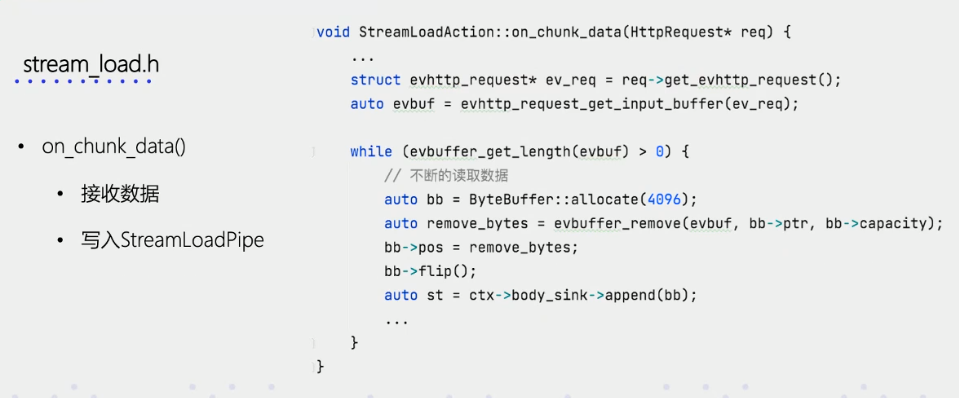 stream_load.h
• on_chunk_data()
• 接收数据
• 写入StreamLoadPipe
void StreamLoadAction::on_chunk_data(HttpRequest* req) {
    ...
    struct evhttp_request* ev_req = req->get_evhttp_request();
    auto evbuf = evhttp_request_get_input_buffer(ev_req);

    while (evbuffer_get_length(evbuf) > 0) {
        // 不断的读取数据
        auto bb = ByteBuffer::allocate(4096);
        auto remove_bytes = evbuffer_remove(evbuf, bb->ptr, bb->capacity);
        bb->pos = remove_bytes;
        bb->flip();
        auto st = ctx->body_sink->append(bb);
        ...
    }
}